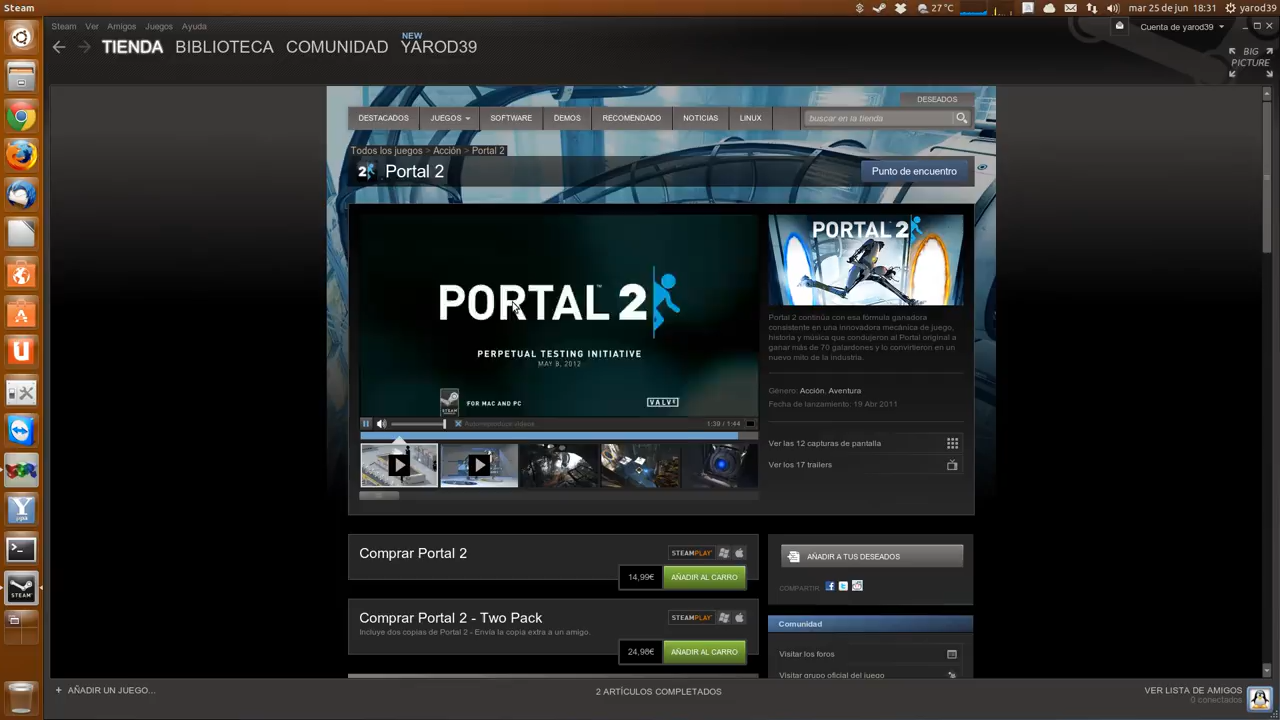 Steam
27°C
mar 25 de jun 18:31
yarod39
Steam Ver Amigos Juegos Ayuda
Cuenta de yarod39
NEW
TIENDA BIBLIOTECA COMUNIDAD YAROD39
BIG
PICTURE
DESEADOS
DESTACADOS JUEGOS SOFTWARE DEMOS RECOMENDADO NOTICIAS LINUX buscar en la tienda
Todos los juegos > Acción > Portal 2
Portal 2
Punto de encuentro
PORTAL 2
PERPETUAL TESTING INITIATIVE
MAY 8, 2012
STEAM
FOR MAC AND PC
VALVE
Autorreproducir vídeos
1:39 / 1:44
PORTAL 2
Portal 2 continúa con esa fórmula ganadora
consistente en una innovadora mecánica de juego,
historia y música que condujeron al Portal original a
ganar más de 70 galardones y lo convirtieron en un
nuevo mito de la industria.
Género: Acción, Aventura
Fecha de lanzamiento: 19 Abr 2011
Ver las 12 capturas de pantalla
Ver los 17 trailers
Comprar Portal 2
STEAMPLAY
14,99€ AÑADIR AL CARRO
Comprar Portal 2 - Two Pack
STEAMPLAY
Incluye dos copias de Portal 2 - Envía la copia extra a un amigo.
24,98€ AÑADIR AL CARRO
AÑADIR A TUS DESEADOS
COMPARTIR:
Comunidad
Visitar los foros
Visitar grupo oficial del juego
STEAM
+ AÑADIR UN JUEGO...
2 ARTÍCULOS COMPLETADOS
VER LISTA DE AMIGOS
0 conectados